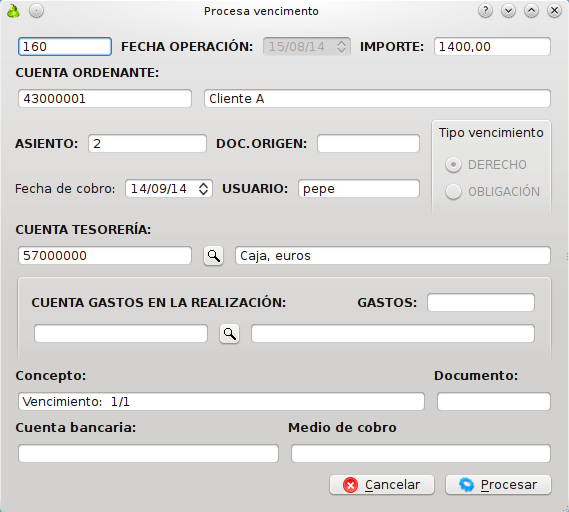 Procesa vencimento
160 FECHA OPERACIÓN: 15/08/14 IMPORTE: 1400,00
CUENTA ORDENANTE:
43000001 Cliente A
Tipo vencimiento
ASIENTO: 2 DOC.ORIGEN:
DERECHO
Fecha de cobro: 14/09/14 USUARIO: pepe
OBLIGACIÓN
CUENTA TESORERÍA:
57000000 Caja, euros
CUENTA GASTOS EN LA REALIZACIÓN: GASTOS:
Concepto: Documento:
Vencimiento: 1/1
Cuenta bancaria: Medio de cobro
Cancelar Procesar